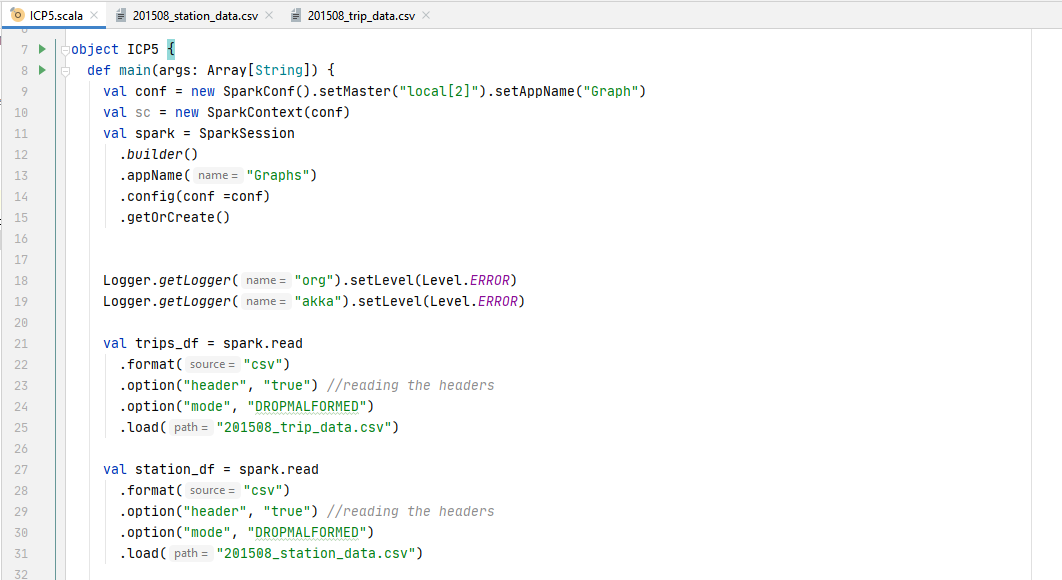 ICP5.scala 201508_station_data.csv 201508_trip_data.csv
7 object ICP5 {
8 def main(args: Array[String]) {
9 val conf = new SparkConf().setMaster("local[2]").setAppName("Graph")
10 val sc = new SparkContext(conf)
11 val spark = SparkSession
12 .builder()
13 .appName( name = "Graphs")
14 .config(conf =conf)
15 .getOrCreate()
16
17
18 Logger.getLogger( name = "org").setLevel(Level.ERROR)
19 Logger.getLogger( name = "akka").setLevel(Level.ERROR)
20
21 val trips_df = spark.read
22 .format( source = "csv")
23 .option("header", "true") //reading the headers
24 .option("mode", "DROPMALFORMED")
25 .load( path = "201508_trip_data.csv")
26
27 val station_df = spark.read
28 .format( source = "csv")
29 .option("header", "true") //reading the headers
30 .option("mode", "DROPMALFORMED")
31 .load( path = "201508_station_data.csv")
32